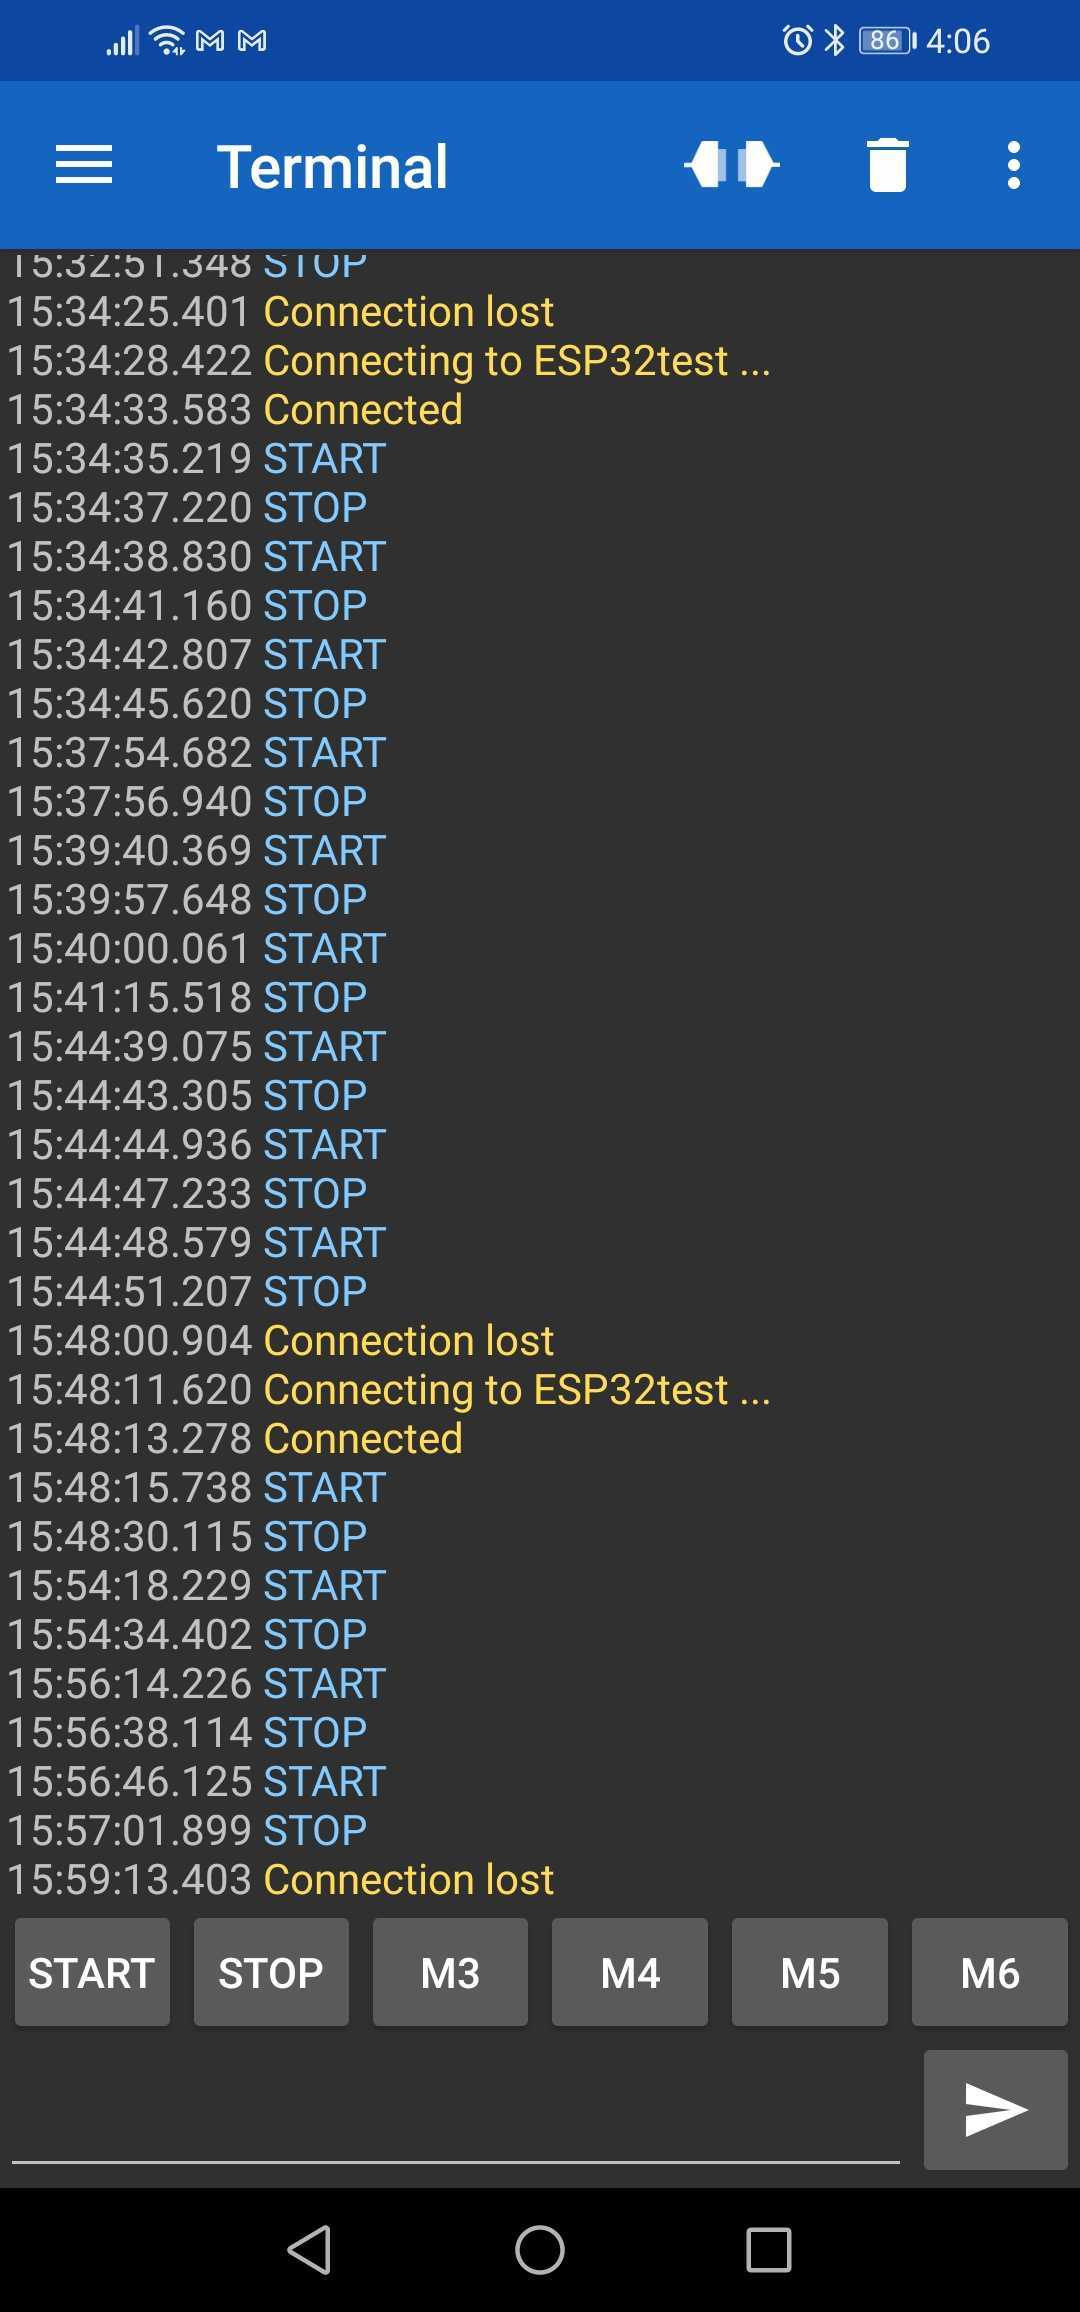 86 4:06
Terminal
15:32:51.348 STOP
15:34:25.401 Connection lost
15:34:28.422 Connecting to ESP32test ...
15:34:33.583 Connected
15:34:35.219 START
15:34:37.220 STOP
15:34:38.830 START
15:34:41.160 STOP
15:34:42.807 START
15:34:45.620 STOP
15:37:54.682 START
15:37:56.940 STOP
15:39:40.369 START
15:39:57.648 STOP
15:40:00.061 START
15:41:15.518 STOP
15:44:39.075 START
15:44:43.305 STOP
15:44:44.936 START
15:44:47.233 STOP
15:44:48.579 START
15:44:51.207 STOP
15:48:00.904 Connection lost
15:48:11.620 Connecting to ESP32test ...
15:48:13.278 Connected
15:48:15.738 START
15:48:30.115 STOP
15:54:18.229 START
15:54:34.402 STOP
15:56:14.226 START
15:56:38.114 STOP
15:56:46.125 START
15:57:01.899 STOP
15:59:13.403 Connection lost
START STOP M3 M4 M5 M6